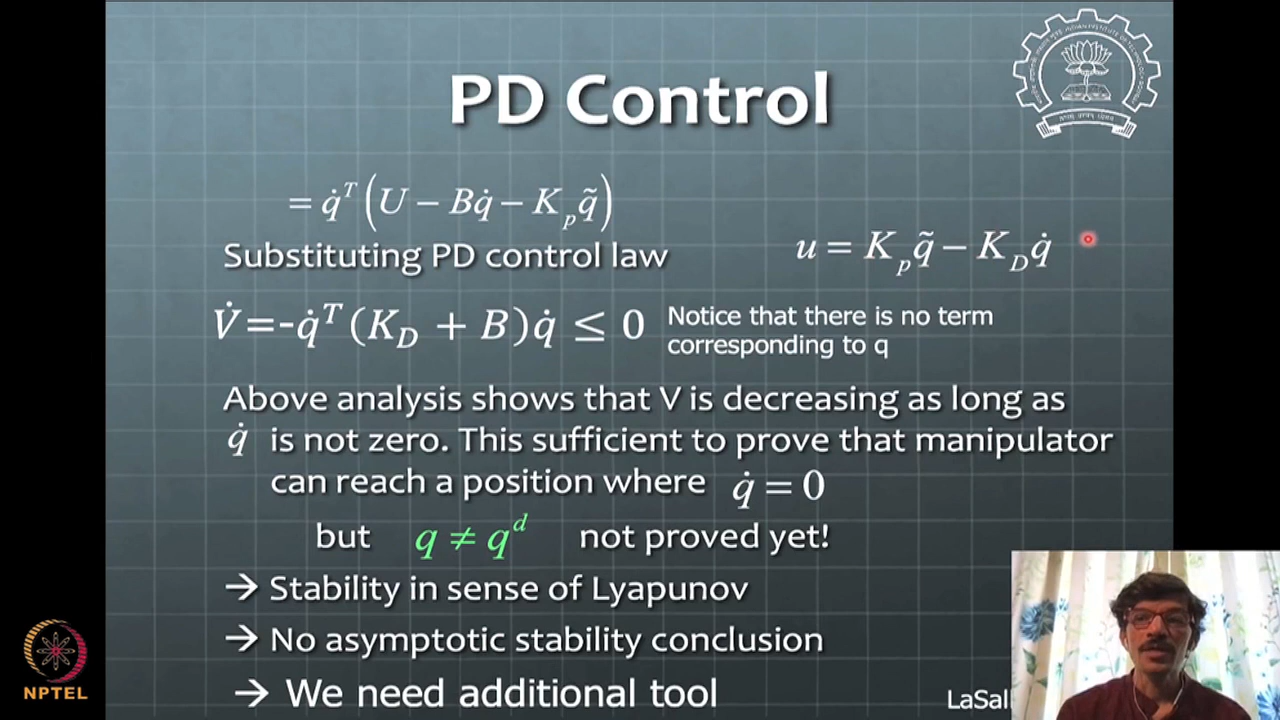 PD Control
= q̇ᵀ(U − Bq̇ − Kₚq̃)
Substituting PD control law
u = Kₚq̃ − K_D q̇
V̇=-q̇ᵀ(K_D + B)q̇ ≤ 0
Notice that there is no term
corresponding to q
Above analysis shows that V is decreasing as long as
q̇ is not zero. This sufficient to prove that manipulator
can reach a position where q̇ = 0
but q ≠ qᵈ not proved yet!
→ Stability in sense of Lyapunov
→ No asymptotic stability conclusion
→ We need additional tool
LaSal
NPTEL